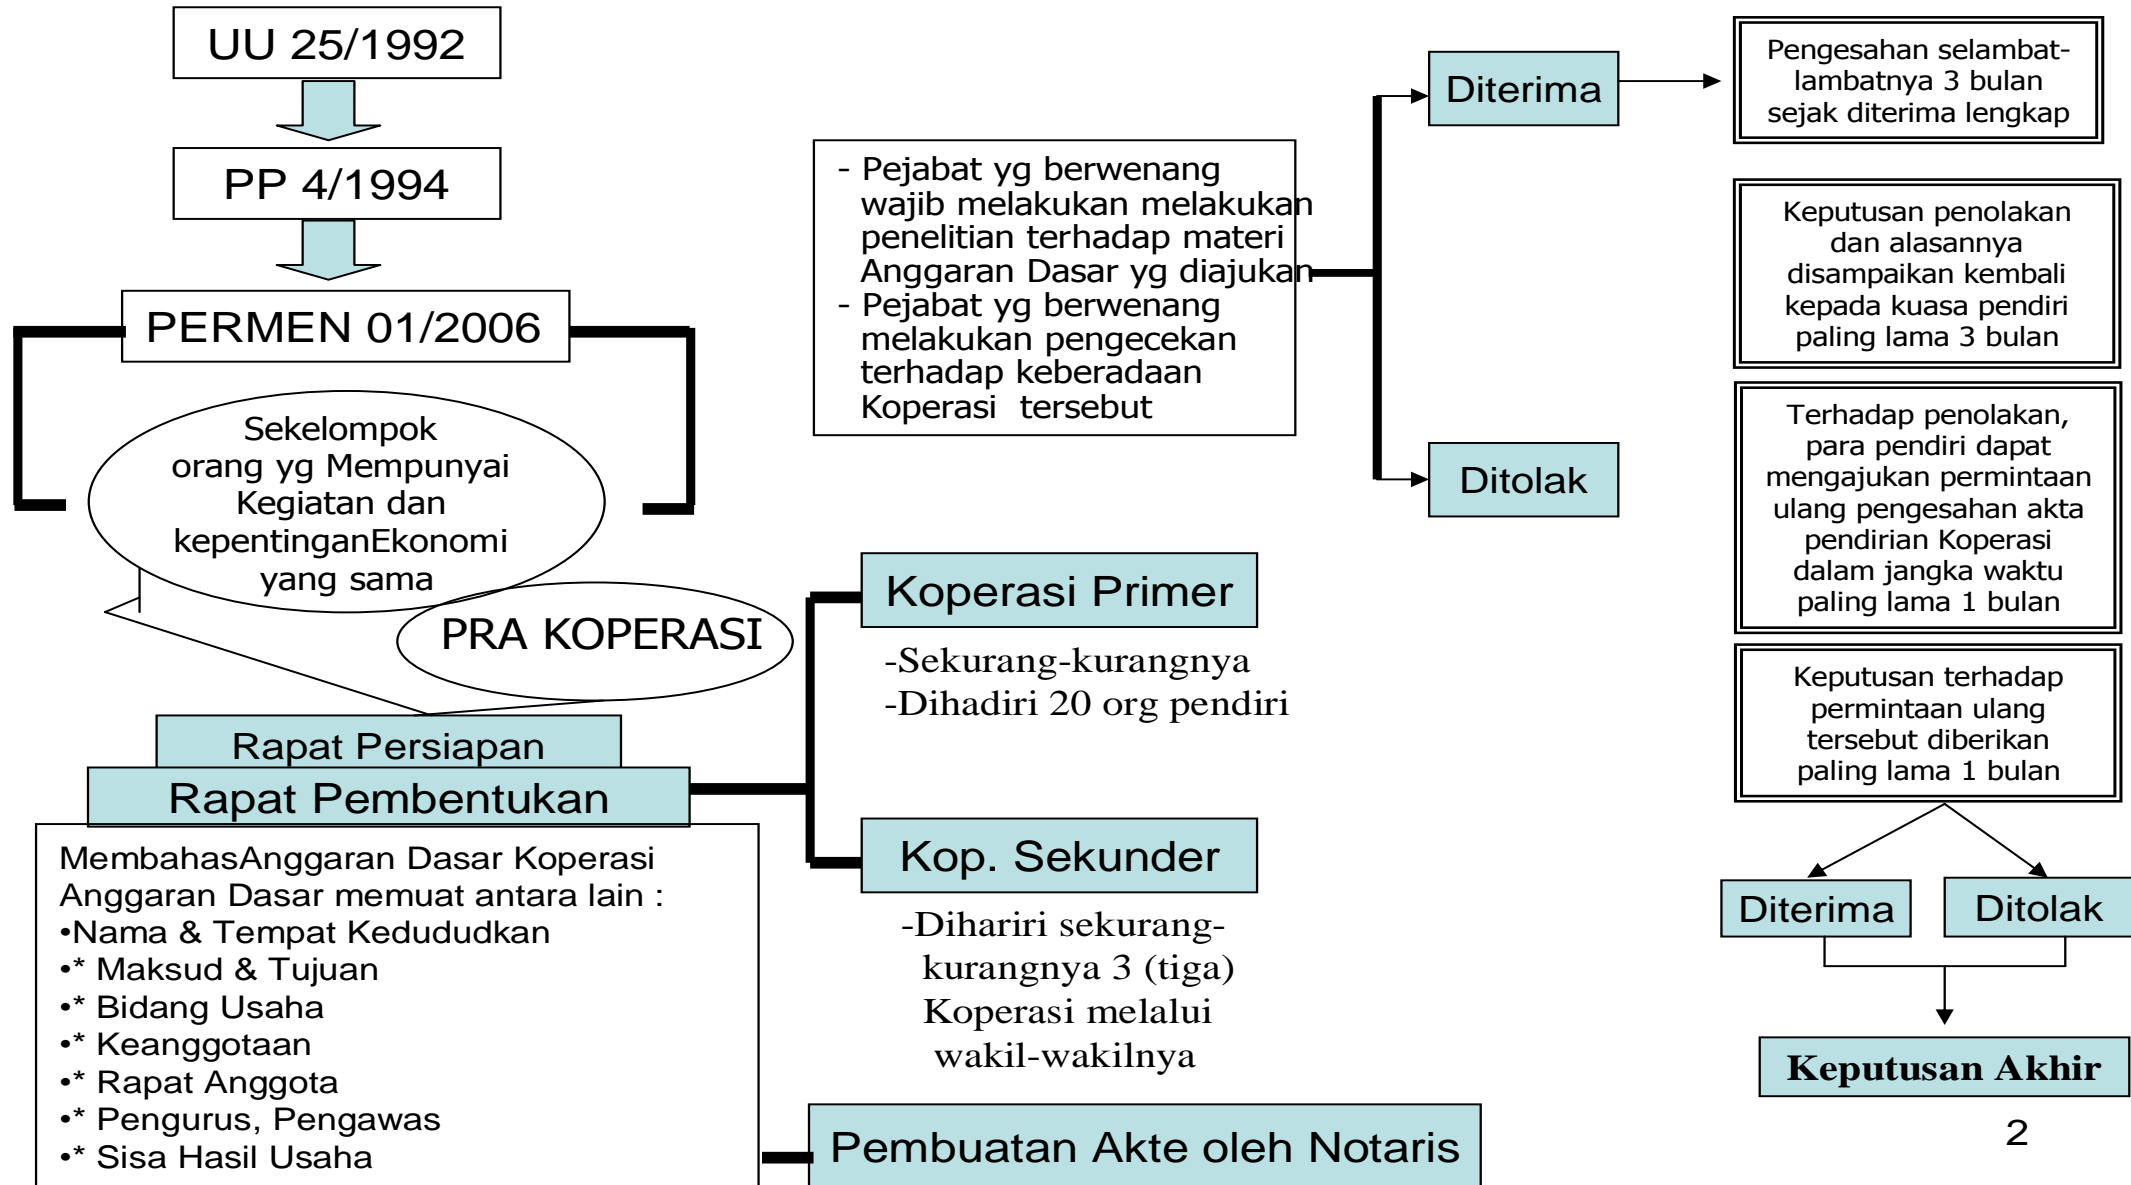 UU 25/1992
PP 4/1994
PERMEN 01/2006
Sekelompok
orang yg Mempunyai
Kegiatan dan
kepentinganEkonomi
yang sama
PRA KOPERASI
Rapat Persiapan
Rapat Pembentukan
MembahasAnggaran Dasar Koperasi
Anggaran Dasar memuat antara lain :
•Nama & Tempat Kedududkan
•* Maksud & Tujuan
•* Bidang Usaha
•* Keanggotaan
•* Rapat Anggota
•* Pengurus, Pengawas
•* Sisa Hasil Usaha
Koperasi Primer
-Sekurang-kurangnya
-Dihadiri 20 org pendiri
Kop. Sekunder
-Dihariri sekurang-
kurangnya 3 (tiga)
Koperasi melalui
wakil-wakilnya
Pembuatan Akte oleh Notaris
- Pejabat yg berwenang
wajib melakukan melakukan
penelitian terhadap materi
Anggaran Dasar yg diajukan
- Pejabat yg berwenang
melakukan pengecekan
terhadap keberadaan
Koperasi tersebut
Diterima
Ditolak
Pengesahan selambat-
lambatnya 3 bulan
sejak diterima lengkap
Keputusan penolakan
dan alasannya
disampaikan kembali
kepada kuasa pendiri
paling lama 3 bulan
Terhadap penolakan,
para pendiri dapat
mengajukan permintaan
ulang pengesahan akta
pendirian Koperasi
dalam jangka waktu
paling lama 1 bulan
Keputusan terhadap
permintaan ulang
tersebut diberikan
paling lama 1 bulan
Diterima
Ditolak
Keputusan Akhir
2